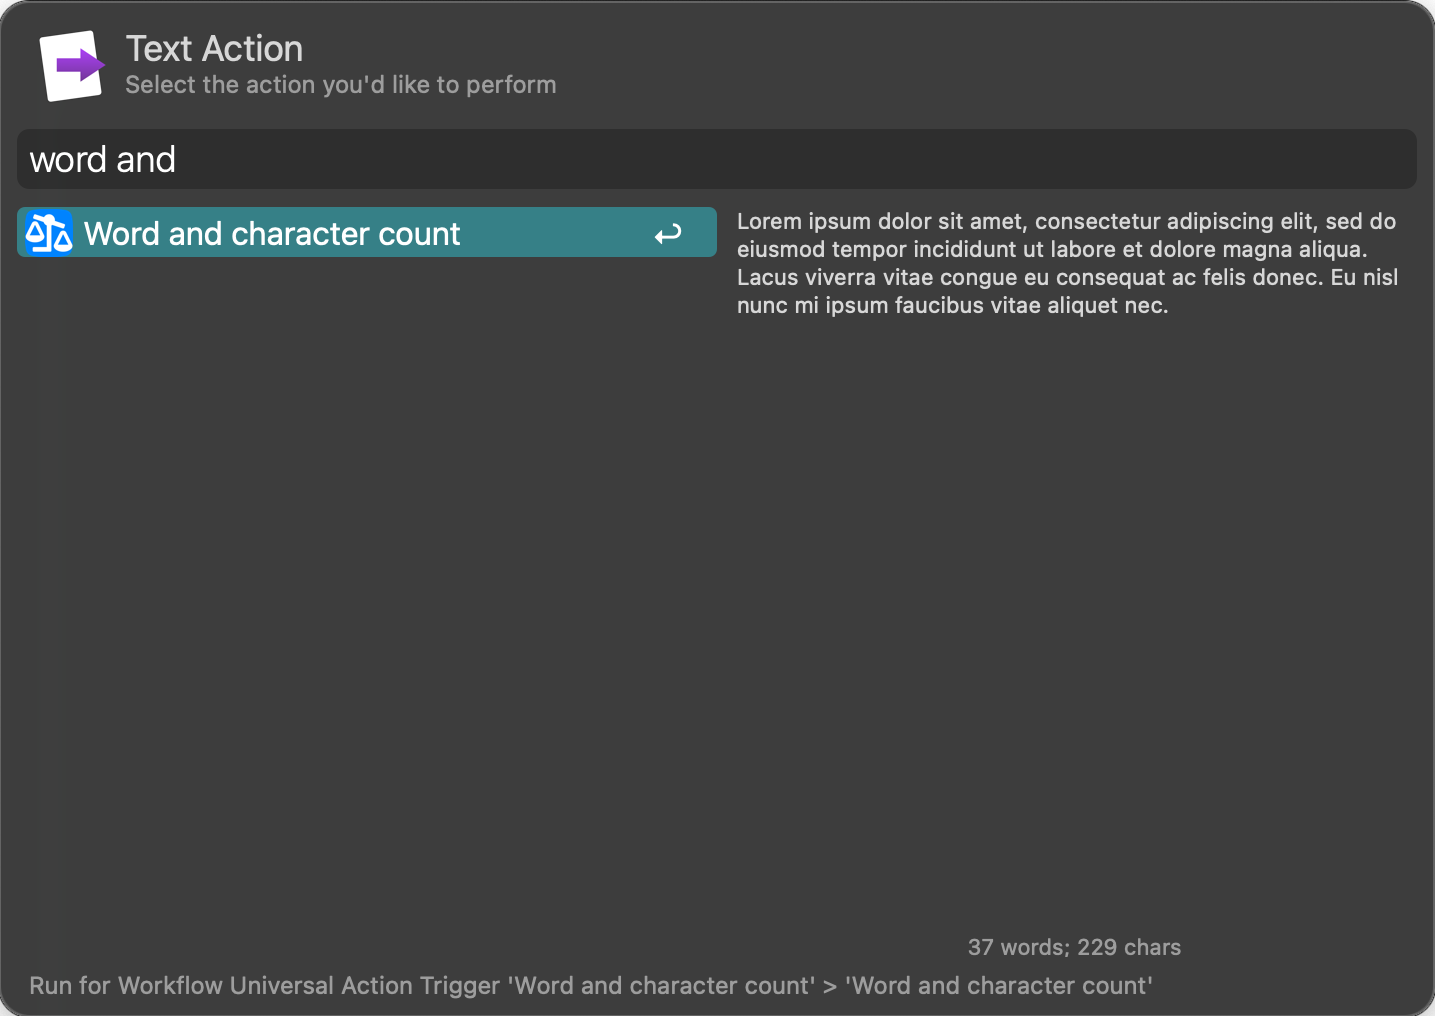 Text Action
Select the action you'd like to perform
word and
Word and character count
Lorem ipsum dolor sit amet, consectetur adipiscing elit, sed do
eiusmod tempor incididunt ut labore et dolore magna aliqua.
Lacus viverra vitae congue eu consequat ac felis donec. Eu nisl
nunc mi ipsum faucibus vitae aliquet nec.
37 words; 229 chars
Run for Workflow Universal Action Trigger 'Word and character count' > 'Word and character count'